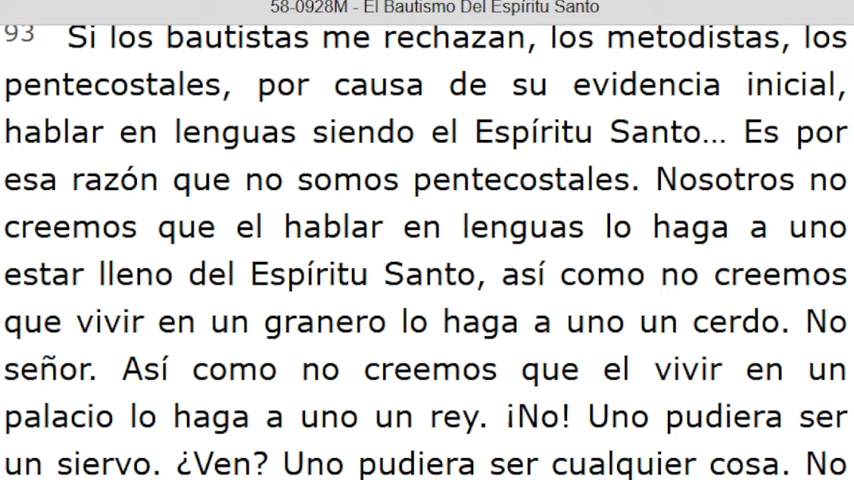 58-0928M - El Bautismo Del Espíritu Santo
93 Si los bautistas me rechazan, los metodistas, los
pentecostales, por causa de su evidencia inicial,
hablar en lenguas siendo el Espíritu Santo... Es por
esa razón que no somos pentecostales. Nosotros no
creemos que el hablar en lenguas lo haga a uno
estar lleno del Espíritu Santo, así como no creemos
que vivir en un granero lo haga a uno un cerdo. No
señor. Así como no creemos que el vivir en un
palacio lo haga a uno un rey. ¡No! Uno pudiera ser
un siervo. ¿Ven? Uno pudiera ser cualquier cosa. No